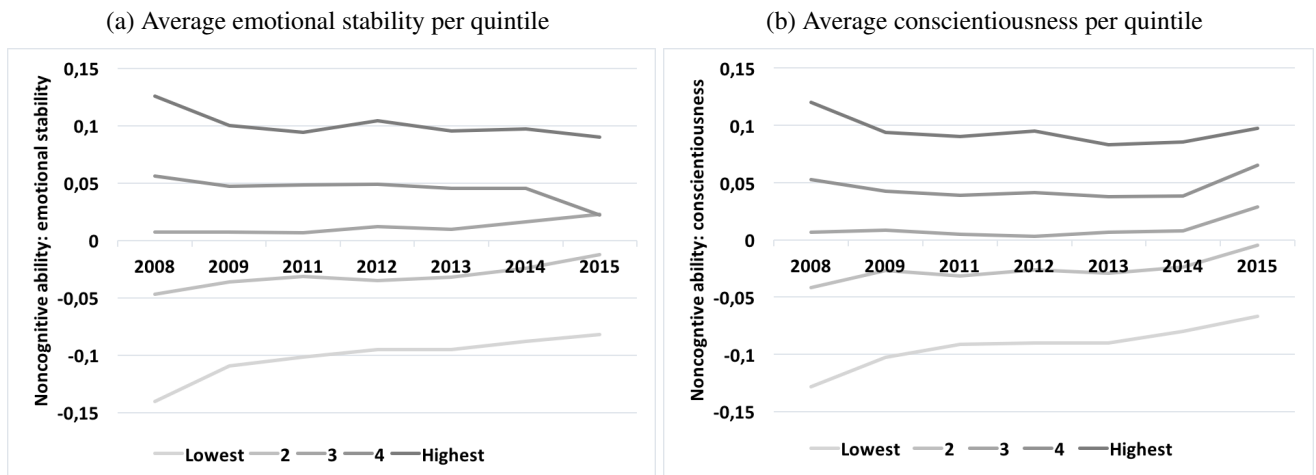 (a) Average emotional stability per quintile
Noncognitive ability: emotional stability
0,15
0,1
0,05
0
2008 2009 2011 2012 2013 2014 2015
-0,05
-0,1
-0,15
Lowest 2 3 4 Highest
(b) Average conscientiousness per quintile
Noncogntive ability: conscientiousness
0,15
0,1
0,05
0
2008 2009 2011 2012 2013 2014 2015
-0,05
-0,1
-0,15
Lowest 2 3 4 Highest